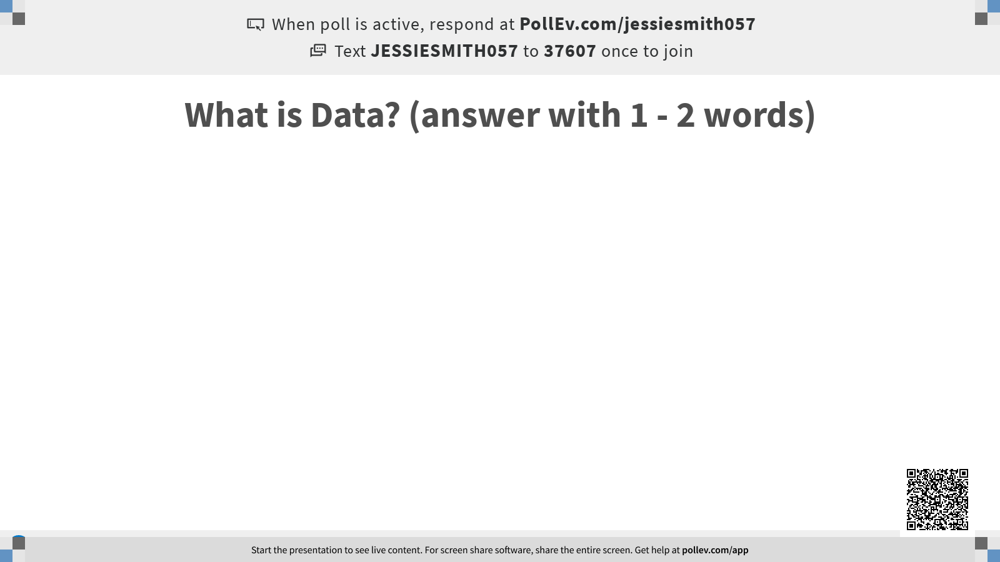 When poll is active, respond at PollEv.com/jessiesmith057
Text JESSIESMITH057 to 37607 once to join
What is Data? (answer with 1 - 2 words)
Start the presentation to see live content. For screen share software, share the entire screen. Get help at pollev.com/app